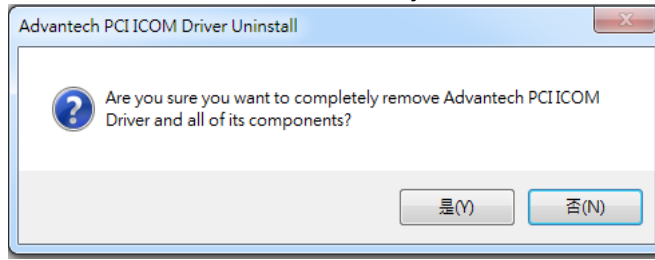 Advantech PCI ICOM Driver Uninstall
Are you sure you want to completely remove Advantech PCI ICOM
Driver and all of its components?
是(Y)
否(N)